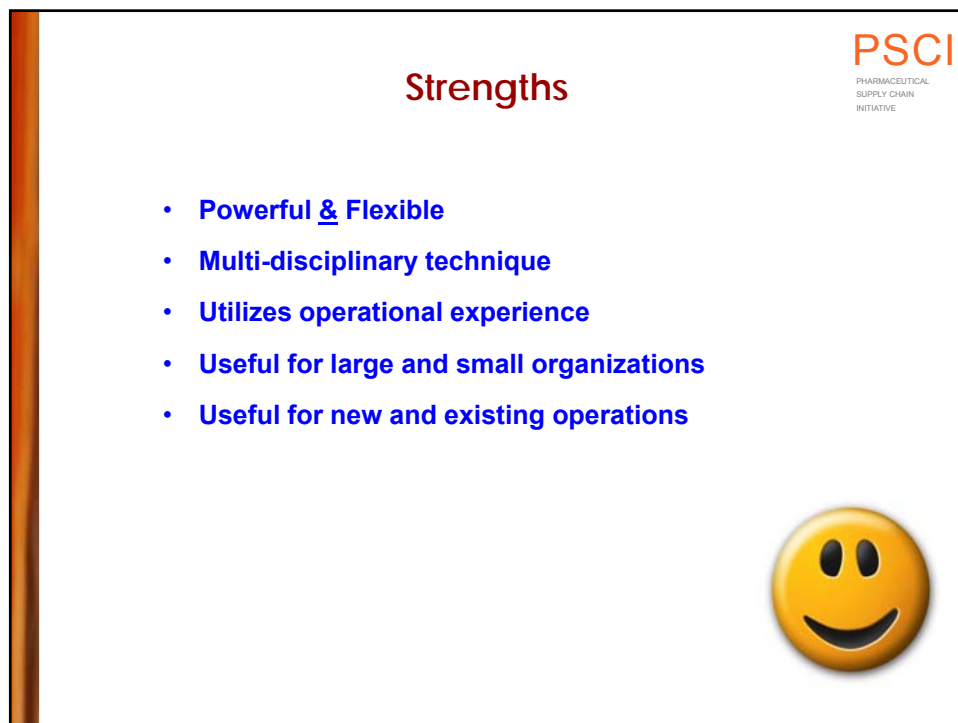 PSCI
PHARMACEUTICAL
SUPPLY CHAIN
INITIATIVE
Strengths
• Powerful & Flexible
• Multi-disciplinary technique
• Utilizes operational experience
• Useful for large and small organizations
• Useful for new and existing operations